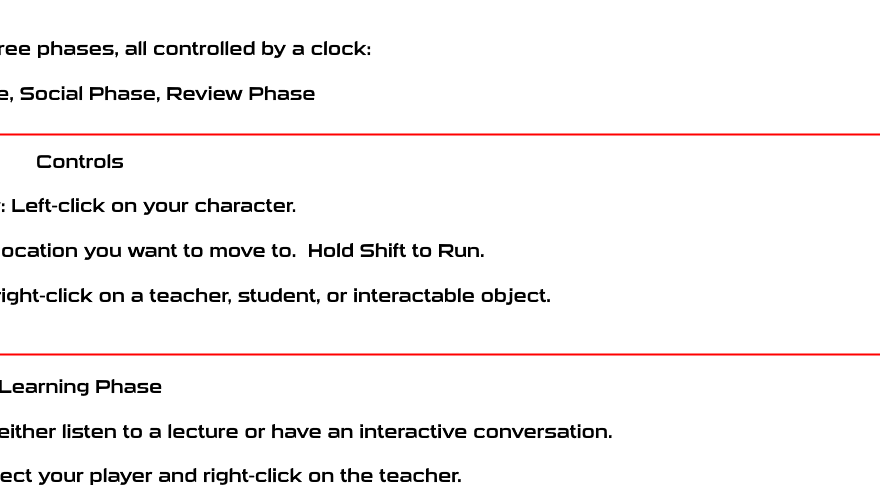 ree phases, all controlled by a clock:
e, Social Phase, Review Phase
Controls
: Left-click on your character.
ocation you want to move to.  Hold Shift to Run.
right-click on a teacher, student, or interactable object.
Learning Phase
either listen to a lecture or have an interactive conversation.
ect your player and right-click on the teacher.